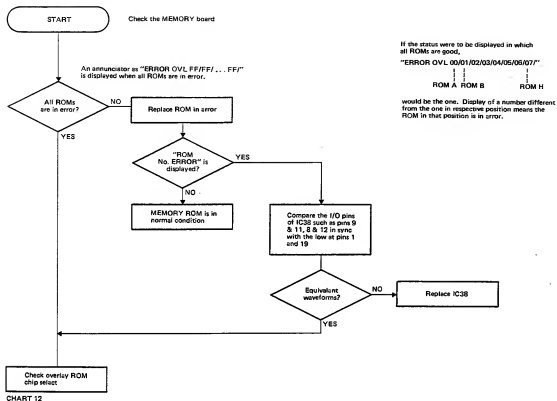 START
Check the MEMORY board
An annunciator as "ERROR OVL FF/FF/ ... FF/"
is displayed when all ROMs are in error.
If the status were to be displayed in which
all ROMs are good,
"ERROR OVL 00/01/02/03/04/05/06/07/"
ROM A ROM B ROM H
would be the one. Display of a number different
from the one in respective position means the
ROM in that position is in error.
All ROMs
are in error?
NO
YES
Replace ROM in error
"ROM
No. ERROR" is
displayed?
YES
NO
MEMORY ROM is in
normal condition
Compare the I/O pins
of IC38 such as pins 9
& 11, 8 & 12 in sync
with the low at pins 1
and 19
Equivalent
waveforms?
NO
YES
Replace IC38
Check overlay ROM
chip select
CHART 12